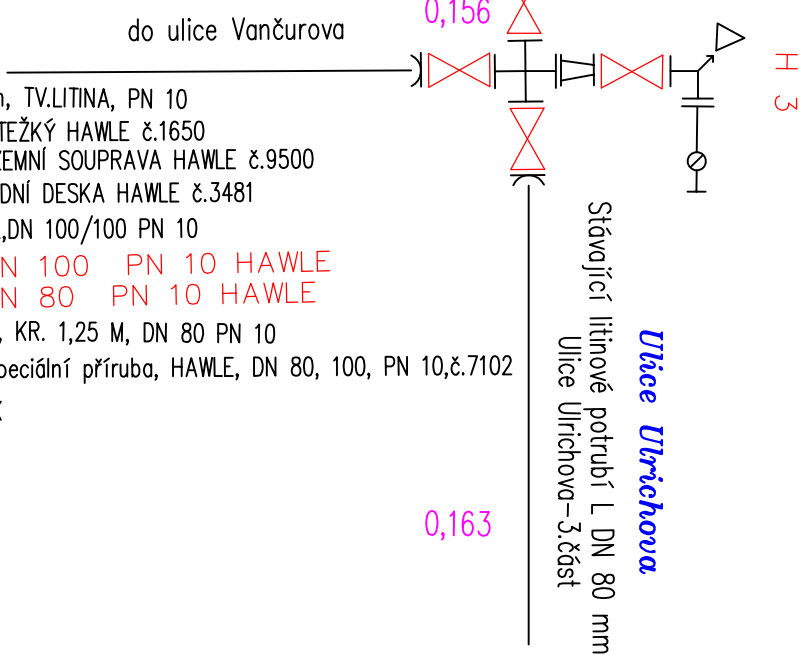 0,156
do ulice Vančurova
H 3
TV.LITINA, PN 10
TEŽKÝ HAWLE č.1650
SOUPRAVA HAWLE č.9500
DESKA HAWLE č.3481
DN 100/100 PN 10
100 PN 10 HAWLE
80 PN 10 HAWLE
, KR. 1,25 M, DN 80 PN 10
příruba, HAWLE, DN 80, 100, PN 10,č.7102
Ulice Ulrichova
Stávající litinové potrubí L DN 80 mm
Ulice Ulrichova-3.část
0,163